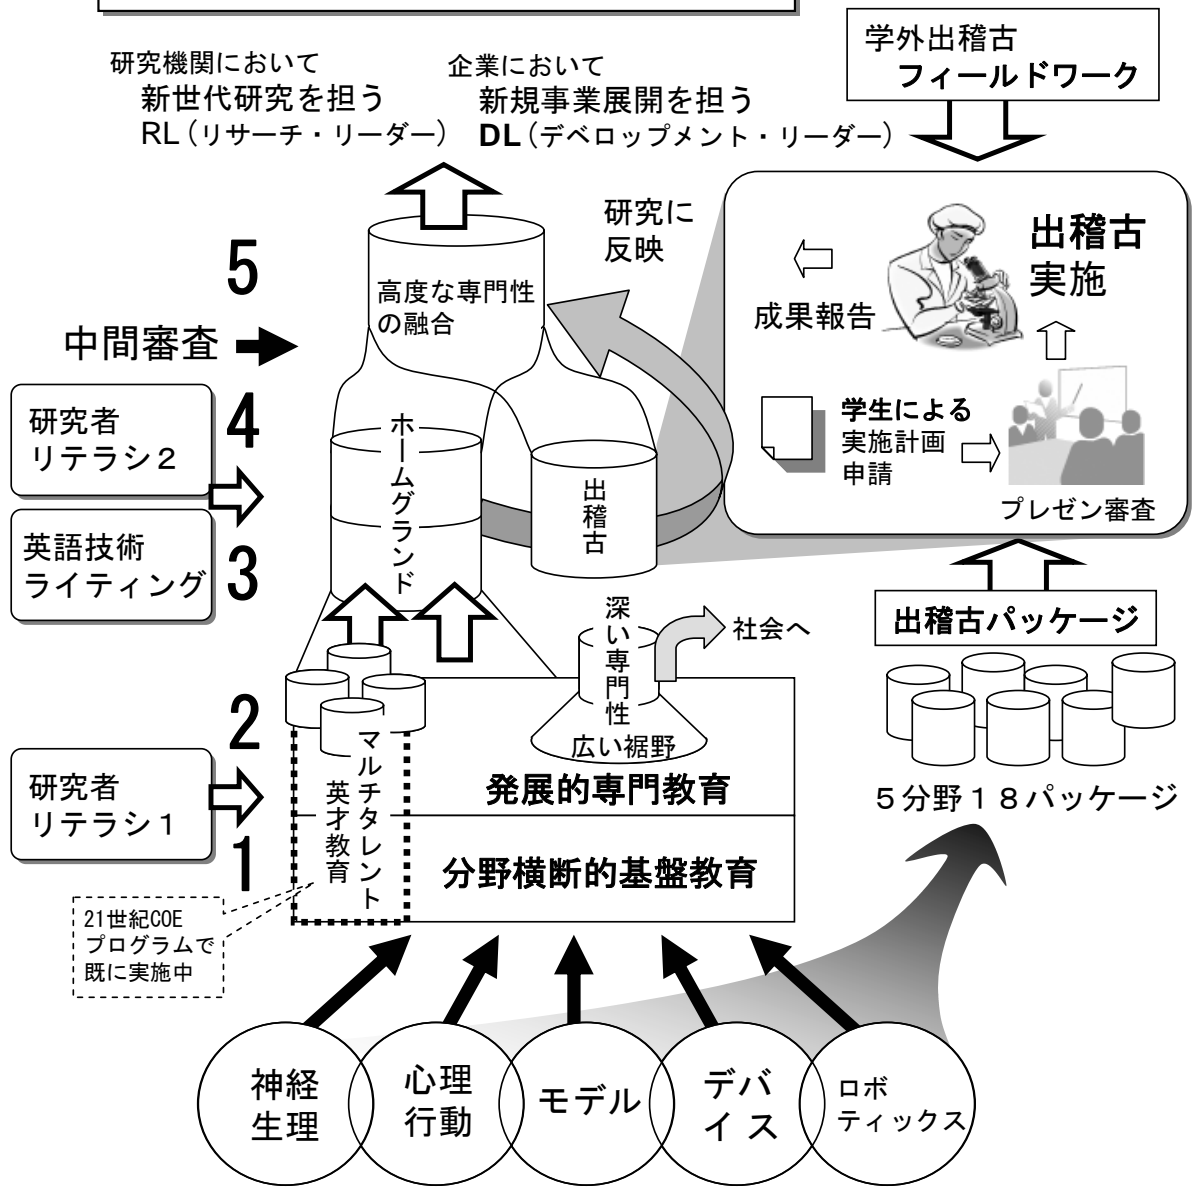 研究機関において
新世代研究を担う
RL（リサーチ・リーダー）
企業において
新規事業展開を担う
DL（デベロップメント・リーダー）
学外出稽古
フィールドワーク
研究に
反映
出稽古
実施
成果報告
学生による
実施計画
申請
プレゼン審査
5
高度な専門性
の融合
中間審査
研究者
リテラシ２
4
ホームグランド
出稽古
英語技術
ライティング
3
出稽古パッケージ
５分野１８パッケージ
深い専門性
広い裾野
社会へ
2
研究者
リテラシ１
1
マルチタレント
英才教育
発展的専門教育
分野横断的基盤教育
21世紀COE
プログラムで
既に実施中
神経
生理
心理
行動
モデル
デバ
イス
ロボ
ティックス